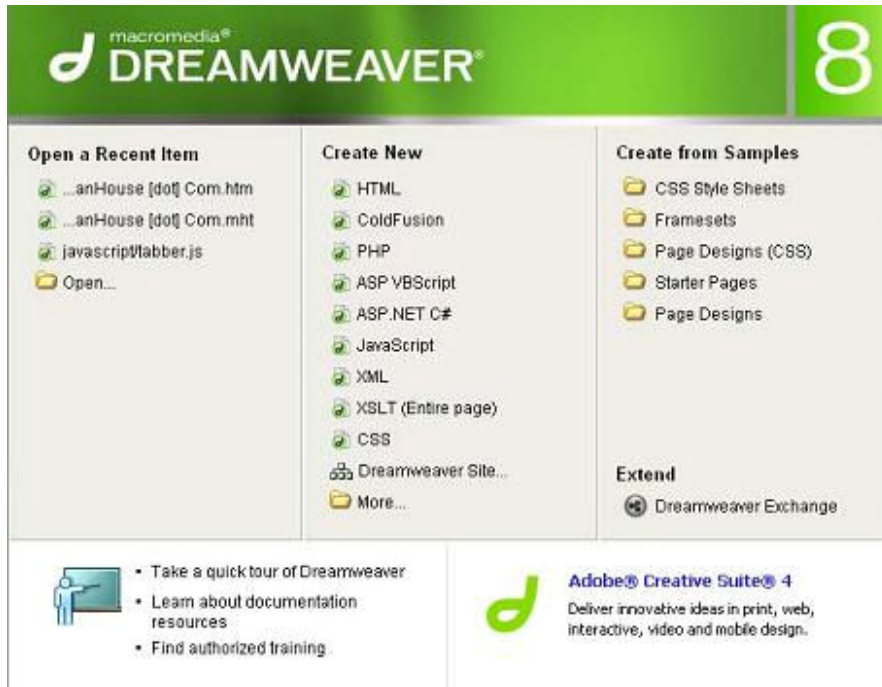 macromedia®
DREAMWEAVER®
8
Open a Recent Item
...anHouse [dot] Com.htm
...anHouse [dot] Com.mht
javascript/tabber.js
Open...
Create New
HTML
ColdFusion
PHP
ASP VBScript
ASP.NET C#
JavaScript
XML
XSLT (Entire page)
CSS
Dreamweaver Site...
More...
Create from Samples
CSS Style Sheets
Framesets
Page Designs (CSS)
Starter Pages
Page Designs
Extend
Dreamweaver Exchange
• Take a quick tour of Dreamweaver
• Learn about documentation
resources
• Find authorized training
Adobe® Creative Suite® 4
Deliver innovative ideas in print, web,
interactive, video and mobile design.